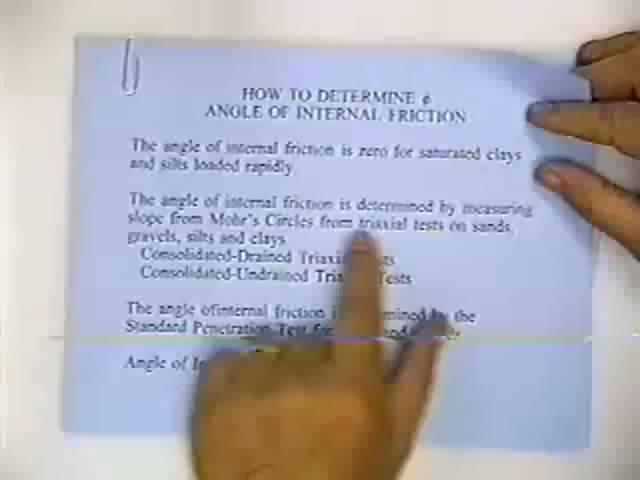 HOW TO DETERMINE ϕ
ANGLE OF INTERNAL FRICTION
The angle of internal friction is zero for saturated clays
and silts loaded rapidly.
The angle of internal friction is determined by measuring
slope from Mohr's Circles from triaxial tests on sands,
gravels, silts and clays
Consolidated-Drained
Consolidated-Undrained Tests
The angle ofinternal friction by the
Standard Penetration Test for
Angle of